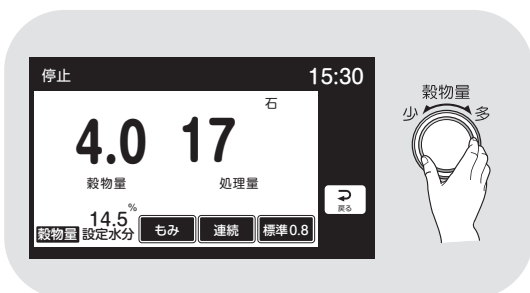 停止 15:30
石
4.0 17
穀物量 処理量
戻る
14.5%
穀物量 設定水分 もみ 連続 標準0.8
穀物量
少 多